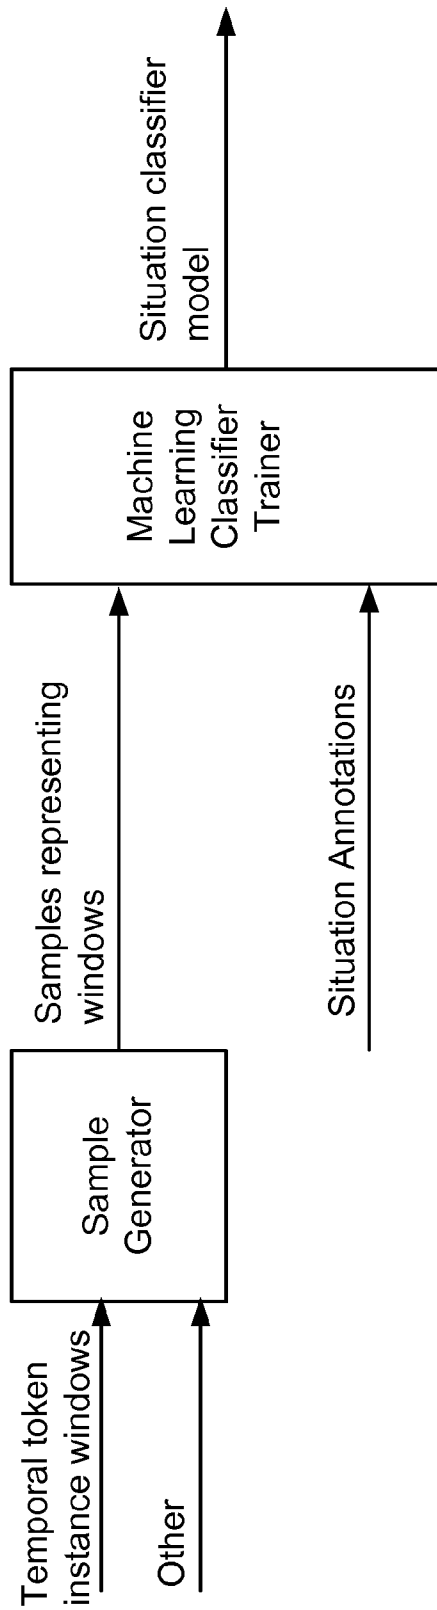 Temporal token
instance windows
Other
Sample
Generator
Samples representing
windows
Situation Annotations
Machine
Learning
Classifier
Trainer
Situation classifier
model